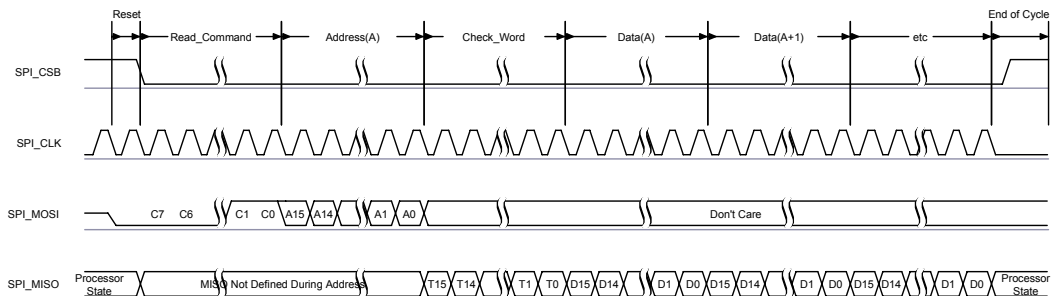 Reset
End of Cycle
Read_Command
Address(A)
Check_Word
Data(A)
Data(A+1)
etc
SPI_CSB
SPI_CLK
SPI_MOSI
C7 C6 C1 C0 A15 A14 A1 A0 Don't Care
SPI_MISO
Processor State
MISO Not Defined During Address
T15 T14 T1 T0 D15 D14 D1 D0 D15 D14 D1 D0 D15 D14 D1 D0
Processor State